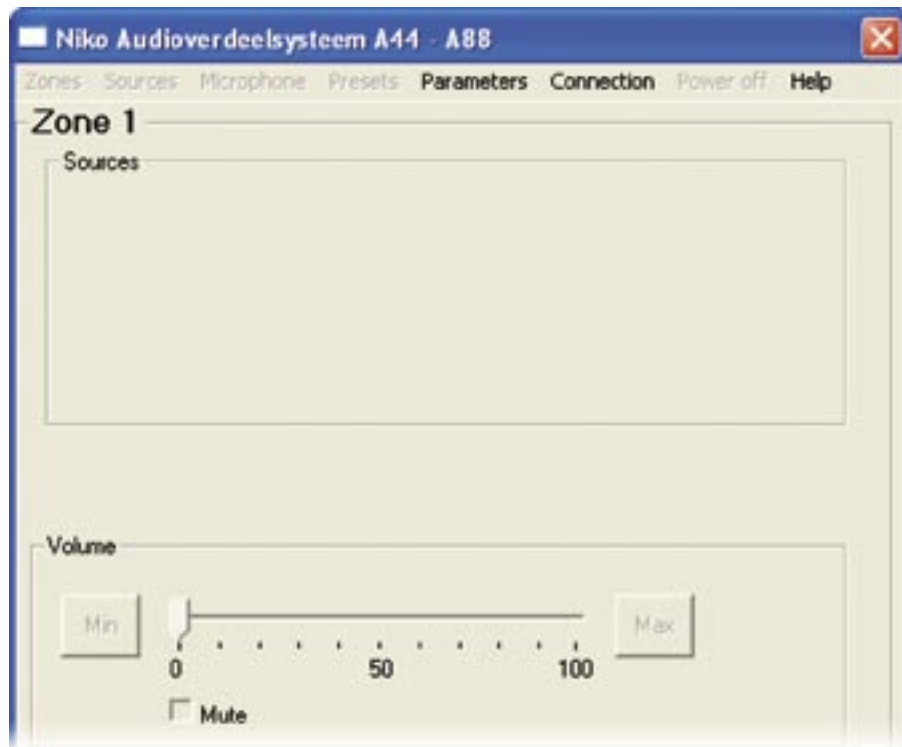 Niko Audioverdeelsysteem A44 - A88
Zones Sources Microphone Presets Parameters Connection Power off Help
Zone 1
Sources
Volume
Min Max
0 50 100
Mute